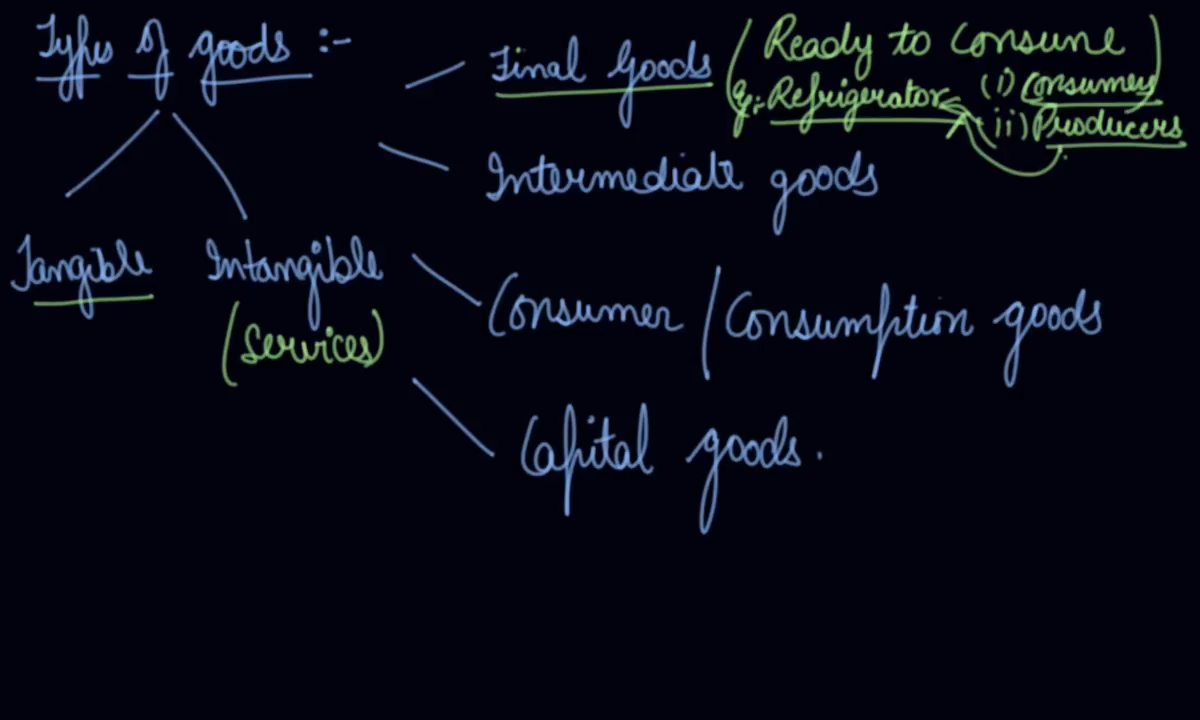 Types of goods :-
Final Goods (Ready to Consume)
eg:- Refrigerator (i) Consumers
ii) Producers
Intermediate goods
Tangible Intangible
(Services)
Consumer / Consumption goods
Capital goods.